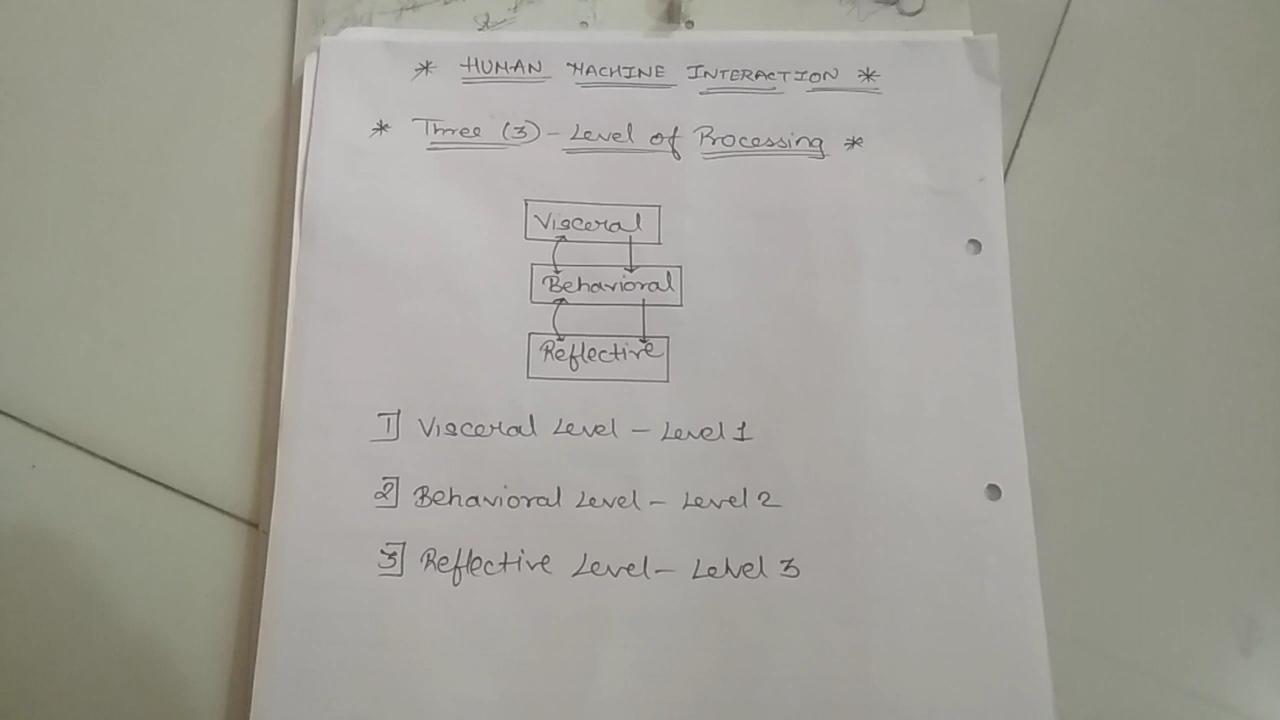 * HUMAN MACHINE INTERACTION *
* Three (3) - Level of Processing *
Visceral
Behavioral
Reflective
1] Visceral Level - Level 1
2] Behavioral Level - Level 2
3] Reflective Level - Level 3